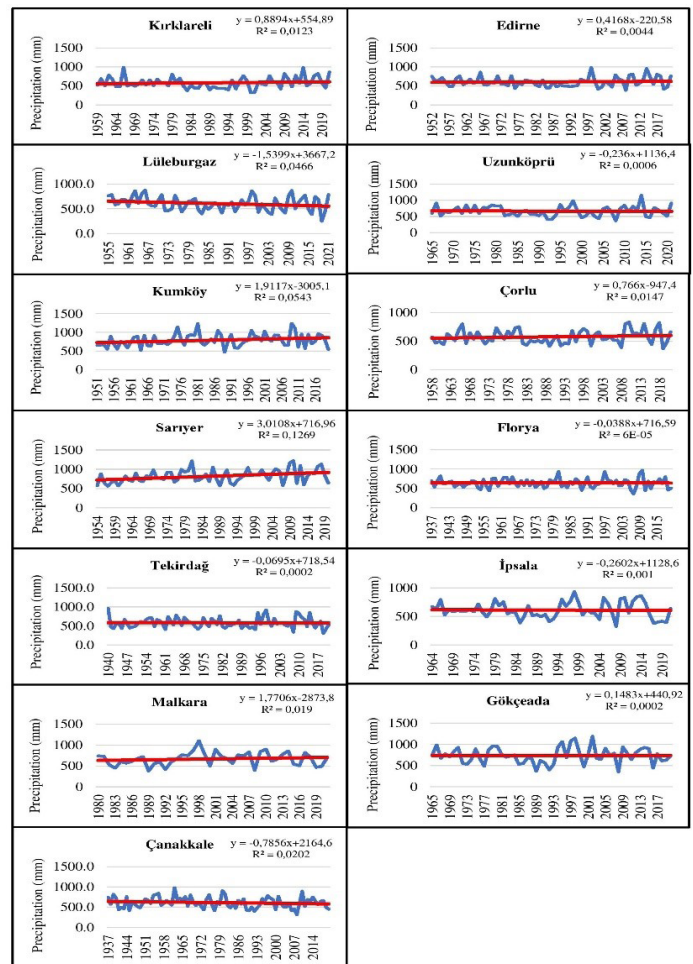 Kırklareli
y = 0,8894x+554,89
R² = 0,0123
Precipitation (mm)
1500
1000
500
0
1959 1964 1969 1974 1979 1984 1989 1994 1999 2004 2009 2014 2019
Edirne
y = 0,4168x-220,58
R² = 0,0044
Precipitation (mm)
1500
1000
500
0
1952 1957 1962 1967 1972 1977 1982 1987 1992 1997 2002 2007 2012 2017
Lüleburgaz
y = -1,5399x+3667,2
R² = 0,0466
Precipitation (mm)
1000.0
500.0
0.0
1955 1961 1967 1973 1979 1985 1991 1997 2003 2009 2015 2021
Uzunköprü
y = -0,236x+1136,4
R² = 0,0006
Precipitation (mm)
1500
1000
500
0
1965 1970 1975 1980 1985 1990 1995 2000 2005 2010 2015 2020
Kumköy
y = 1,9117x-3005,1
R² = 0,0543
Precipitation (mm)
1500
1000
500
0
1951 1956 1961 1966 1971 1976 1981 1986 1991 1996 2001 2006 2011 2016
Çorlu
y = 0,766x-947,4
R² = 0,0147
Precipitation (mm)
1000
500
0
1958 1963 1968 1973 1978 1983 1988 1993 1998 2003 2008 2013 2018
Sarıyer
y = 3,0108x+716,96
R² = 0,1269
Precipitation (mm)
1500
1000
500
0
1954 1959 1964 1969 1974 1979 1984 1989 1994 1999 2004 2009 2014 2019
Florya
y = -0,0388x+716,59
R² = 6E-05
Precipitation (mm)
1500
1000
500
0
1937 1943 1949 1955 1961 1967 1973 1979 1985 1991 1997 2003 2009 2015
Tekirdağ
y = -0,0695x+718,54
R² = 0,0002
Precipitation (mm)
1500.0
1000.0
500.0
0.0
1940 1947 1954 1961 1968 1975 1982 1989 1996 2003 2010 2017
İpsala
y = -0,2602x+1128,6
R² = 0,001
Precipitation (mm)
1000
500
0
1964 1969 1974 1979 1984 1989 1994 1999 2004 2009 2014 2019
Malkara
y = 1,7706x-2873,8
R² = 0,019
Precipitation (mm)
1500
1000
500
0
1980 1983 1986 1989 1992 1995 1998 2001 2004 2007 2010 2013 2016 2019
Gökçeada
y = 0,1483x+440,92
R² = 0,0002
Precipitation (mm)
1500
1000
500
0
1965 1969 1973 1977 1981 1985 1989 1993 1997 2001 2005 2009 2013 2017
Çanakkale
y = -0,7856x+2164,6
R² = 0,0202
Precipitation (mm)
1500.0
1000.0
500.0
0.0
1937 1944 1951 1958 1965 1972 1979 1986 1993 2000 2007 2014